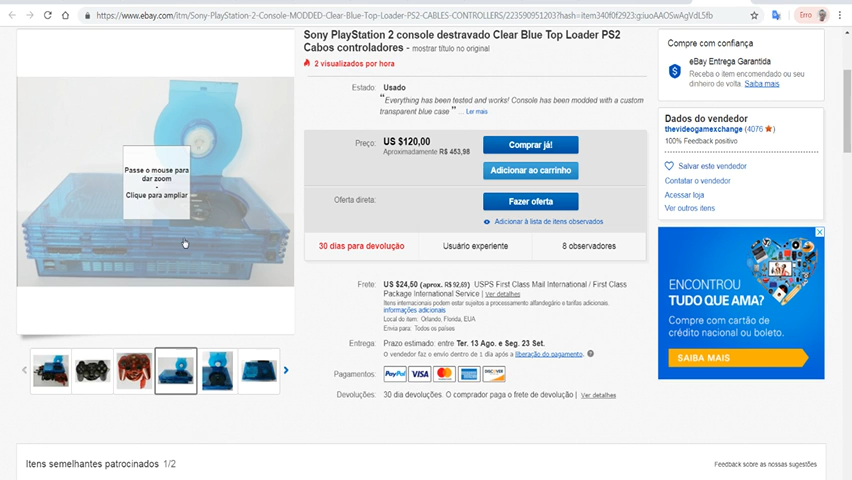 https://www.ebay.com/itm/Sony-PlayStation-2-Console-MODDED-Clear-Blue-Top-Loader-PS2-CABLES-CONTROLLERS/223590951203?hash=item340f0f2923:g:iuoAAOSwAgVdL5fb
Erro
Sony PlayStation 2 console destravado Clear Blue Top Loader PS2
Cabos controladores - mostrar título no original
2 visualizados por hora
Estado: Usado
"Everything has been tested and works! Console has been modded with a custom
transparent blue case " ... Ler mais
Preço: US $120,00
Aproximadamente R$ 453,98
Comprar já!
Adicionar ao carrinho
Oferta direta:
Fazer oferta
Adicionar à lista de itens observados
30 dias para devolução
Usuário experiente
8 observadores
Frete: US $24,50 (aprox. R$ 92,69) USPS First Class Mail International / First Class
Package International Service | Ver detalhes
Itens internacionais podem estar sujeitos a processamento alfandegário e tarifas adicionais.
informações adicionais
Local do item: Orlando, Florida, EUA
Envia para: Todos os países
Entrega: Prazo estimado: entre Ter. 13 Ago. e Seg. 23 Set.
O vendedor faz o envio dentro de 1 dia após a liberação do pagamento. ?
Pagamentos: PayPal VISA MasterCard DISCOVER
Devoluções: 30 dia devoluções. O comprador paga o frete de devolução | Ver detalhes
Passe o mouse para
dar zoom
-
Clique para ampliar
Compre com confiança
eBay Entrega Garantida
Receba o item encomendado ou seu
dinheiro de volta Saiba mais
Dados do vendedor
thevideogamexchange (4076 )
100% Feedback positivo
Salvar este vendedor
Contatar o vendedor
Acessar loja
Ver outros itens
ENCONTROU
TUDO QUE AMA?
Compre com cartão de
crédito nacional ou boleto.
SAIBA MAIS
Itens semelhantes patrocinados 1/2
Feedback sobre as nossas sugestões